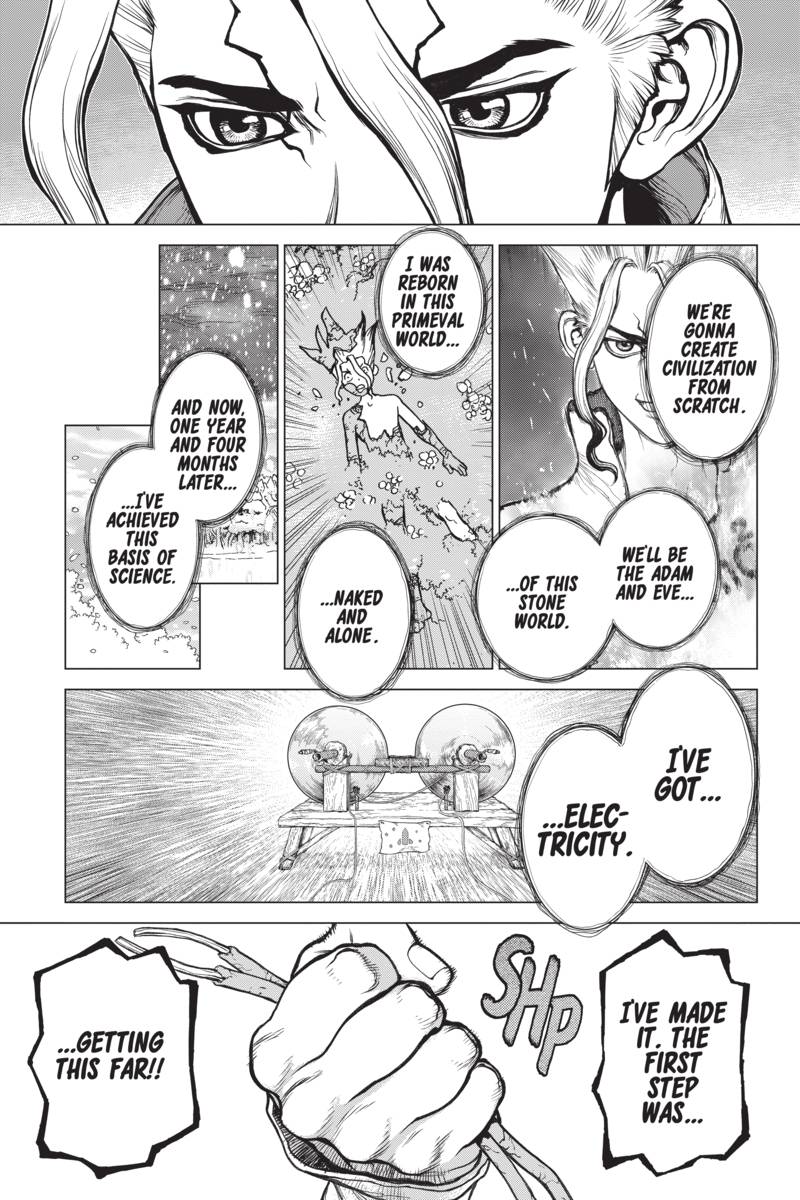 WE'RE
GONNA
CREATE
CIVILIZATION
FROM
SCRATCH.
WE'LL BE
THE ADAM
AND EVE...
...OF THIS
STONE
WORLD.
I WAS
REBORN
IN THIS
PRIMEVAL
WORLD...
...NAKED
AND
ALONE.
AND NOW,
ONE YEAR
AND FOUR
MONTHS
LATER...
...I'VE
ACHIEVED
THIS
BASIS OF
SCIENCE.
I'VE
GOT...
...ELEC-
TRICITY.
I'VE MADE
IT. THE
FIRST
STEP
WAS...
SHP
...GETTING
THIS FAR!!